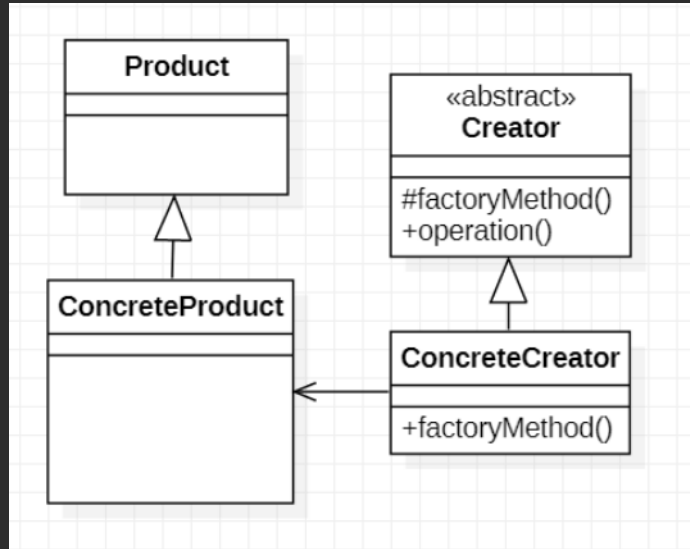 Product
«abstract»
Creator
#factoryMethod()
+operation()
ConcreteProduct
ConcreteCreator
+factoryMethod()